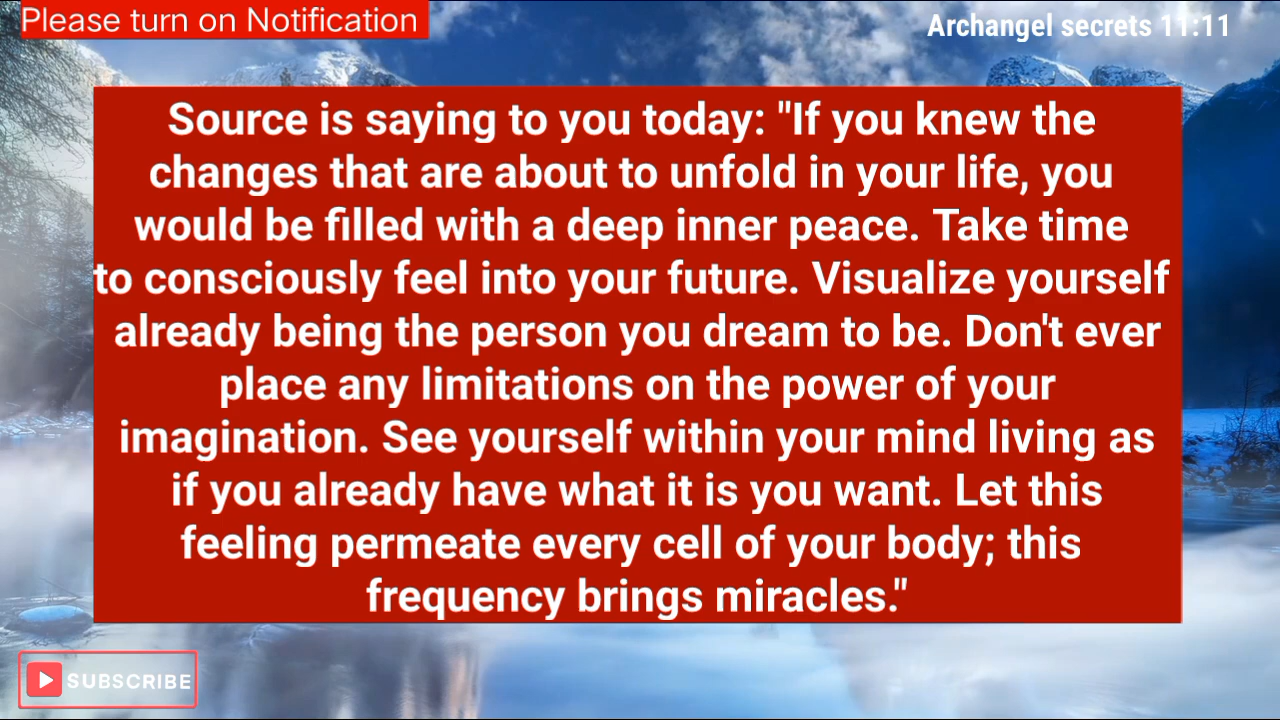 Please turn on Notification
Archangel secrets 11:11
Source is saying to you today: "If you knew the
changes that are about to unfold in your life, you
would be filled with a deep inner peace. Take time
to consciously feel into your future. Visualize yourself
already being the person you dream to be. Don't ever
place any limitations on the power of your
imagination. See yourself within your mind living as
if you already have what it is you want. Let this
feeling permeate every cell of your body; this
frequency brings miracles."
SUBSCRIBE